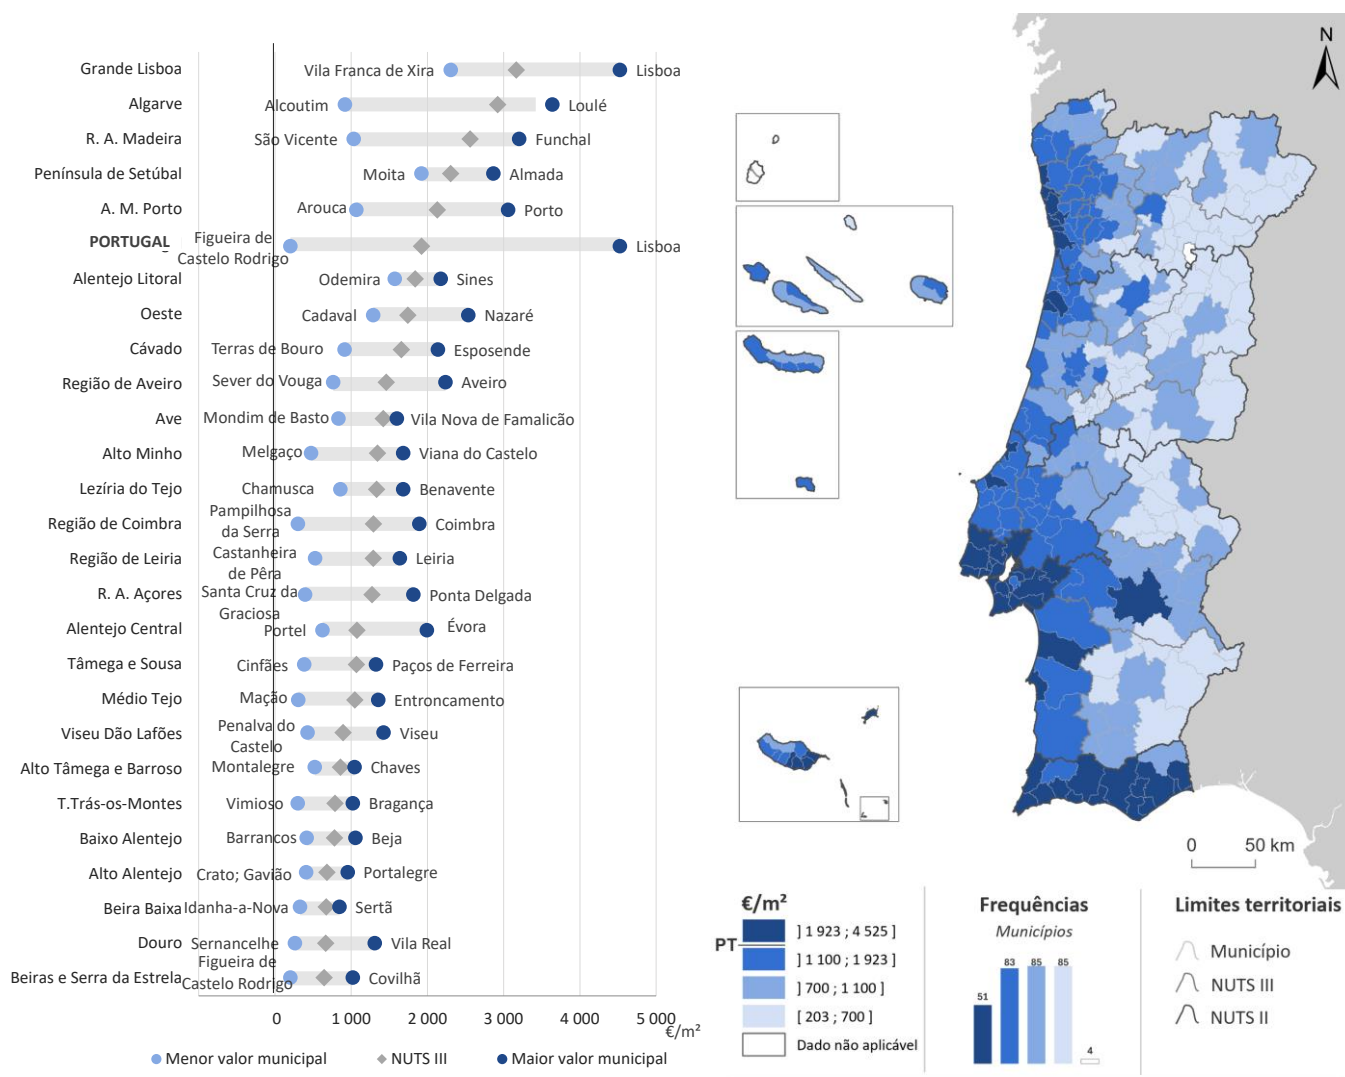 Grande Lisboa Vila Franca de Xira Lisboa
Algarve Alcoutim Loulé
R. A. Madeira São Vicente Funchal
Península de Setúbal Moita Almada
A. M. Porto Arouca Porto
PORTUGAL Figueira de Castelo Rodrigo Lisboa
Alentejo Litoral Odemira Sines
Oeste Cadaval Nazaré
Cávado Terras de Bouro Esposende
Região de Aveiro Sever do Vouga Aveiro
Ave Mondim de Basto Vila Nova de Famalicão
Alto Minho Melgaço Viana do Castelo
Lezíria do Tejo Chamusca Benavente
Região de Coimbra Pampilhosa da Serra Coimbra
Região de Leiria Castanheira de Pêra Leiria
R. A. Açores Santa Cruz da Graciosa Ponta Delgada
Alentejo Central Portel Évora
Tâmega e Sousa Cinfães Paços de Ferreira
Médio Tejo Mação Entroncamento
Viseu Dão Lafões Penalva do Castelo Viseu
Alto Tâmega e Barroso Montalegre Chaves
T.Trás-os-Montes Vimioso Bragança
Baixo Alentejo Barrancos Beja
Alto Alentejo Crato; Gavião Portalegre
Beira Baixa Idanha-a-Nova Sertã
Douro Sernancelhe Vila Real
Beiras e Serra da Estrela Figueira de Castelo Rodrigo Covilhã
0 1 000 2 000 3 000 4 000 5 000
€/m²
Menor valor municipal NUTS III Maior valor municipal
N
0 50 km
€/m²
PT
] 1 923 ; 4 525 ]
] 1 100 ; 1 923 ]
] 700 ; 1 100 ]
[ 203 ; 700 ]
Dado não aplicável
Frequências
Municípios
51 83 85 85 4
Limites territoriais
Município
NUTS III
NUTS II